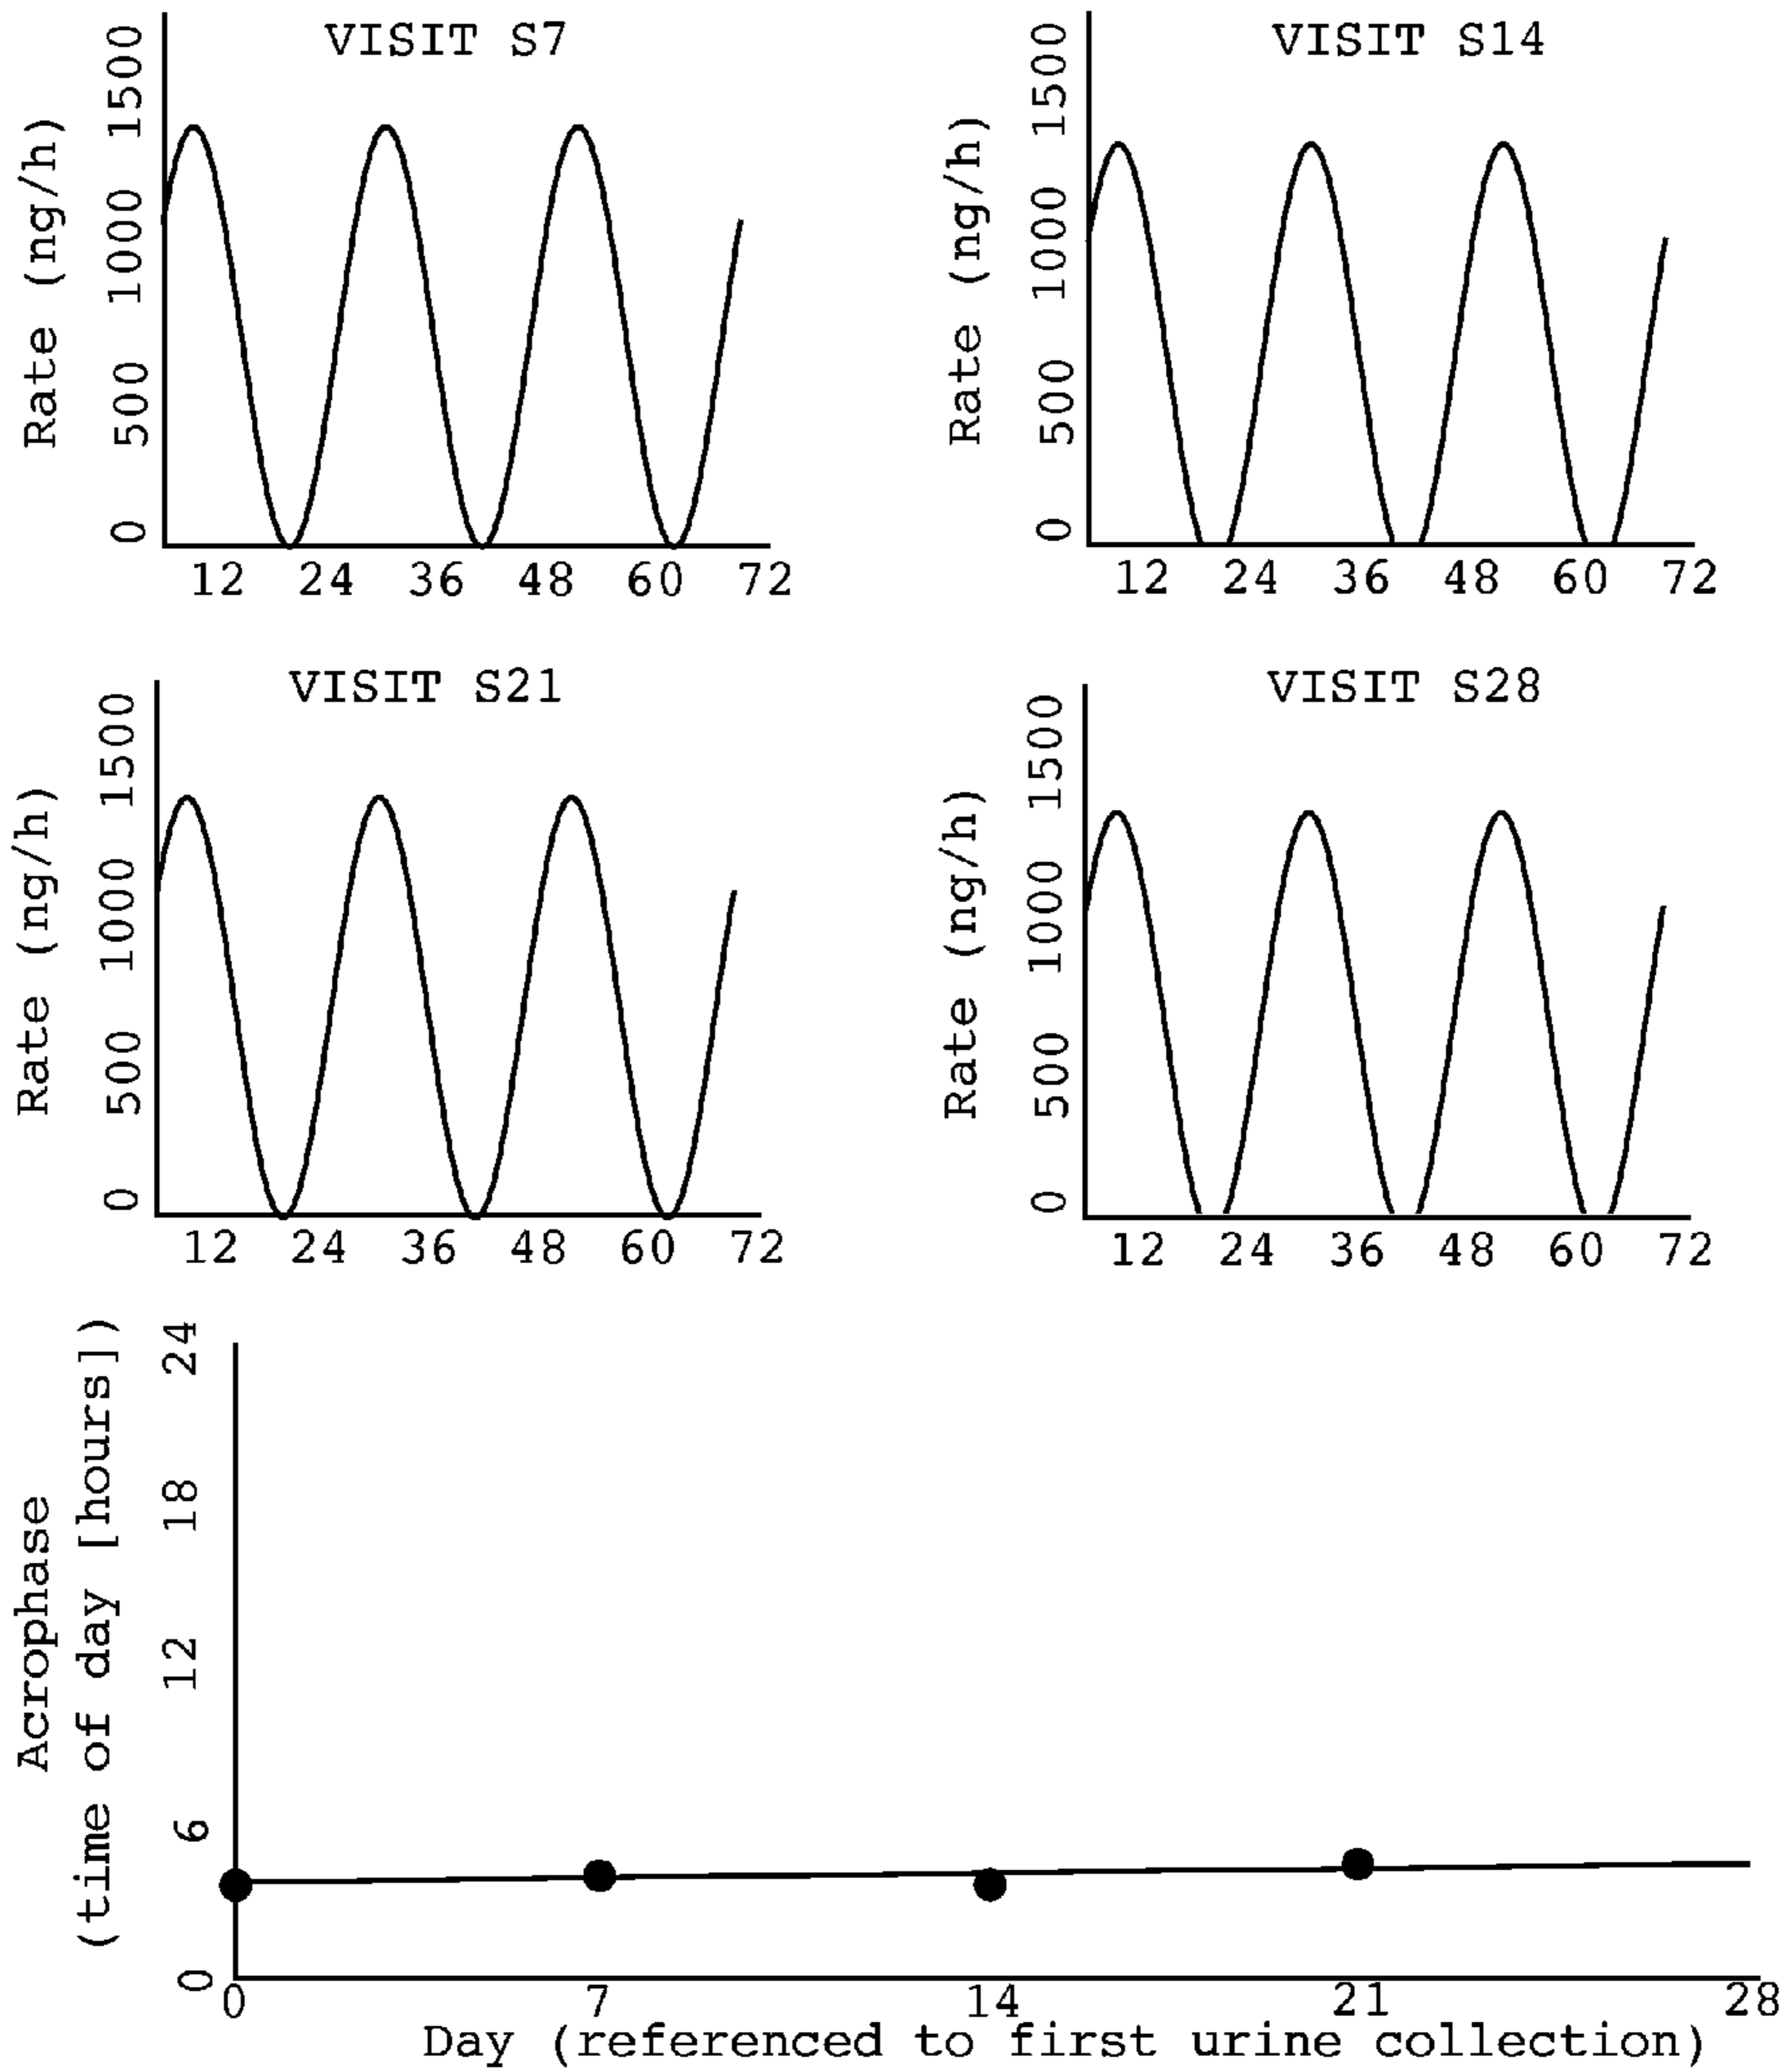 VISIT S7
Rate (ng/h)
1500
1000
500
0
12 24 36 48 60 72
VISIT S14
Rate (ng/h)
1500
1000
500
0
12 24 36 48 60 72
VISIT S21
Rate (ng/h)
1500
1000
500
0
12 24 36 48 60 72
VISIT S28
Rate (ng/h)
1500
1000
500
0
12 24 36 48 60 72
Acrophase
(time of day [hours])
24
18
12
6
0
0 7 14 21 28
Day (referenced to first urine collection)